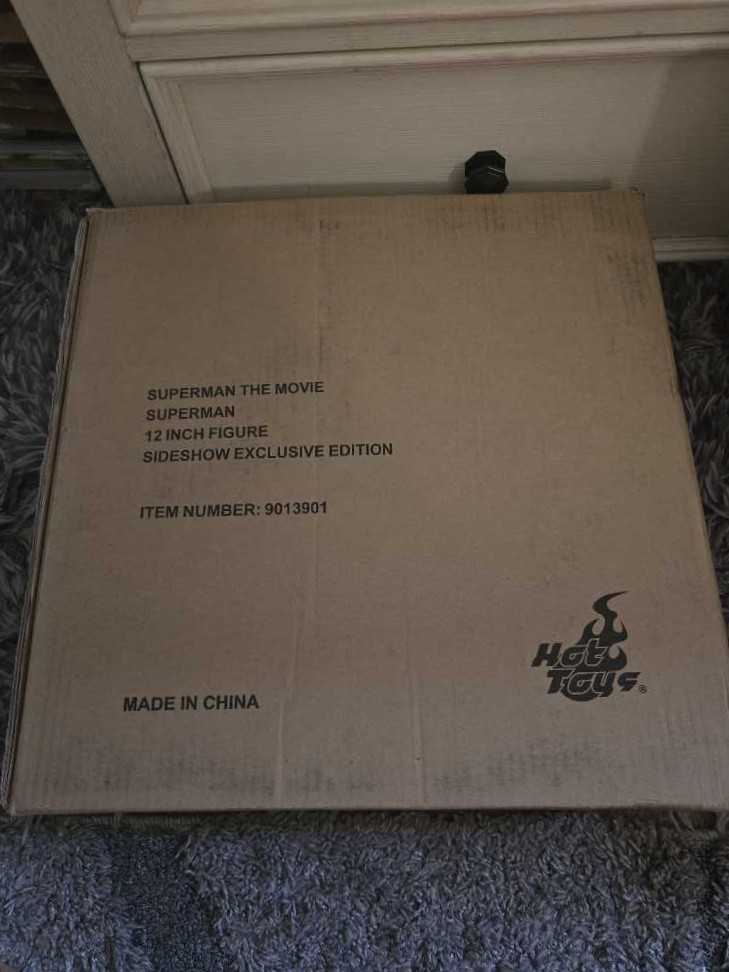 SUPERMAN THE MOVIE
SUPERMAN
12 INCH FIGURE
SIDESHOW EXCLUSIVE EDITION
ITEM NUMBER: 9013901
Hot
Toys®
MADE IN CHINA